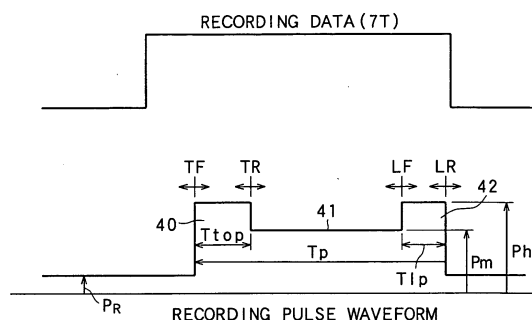 RECORDING DATA (7T)
TF TR LF LR
40 41 42
Ttop Tp Tlp Pm Ph
PR
RECORDING PULSE WAVEFORM